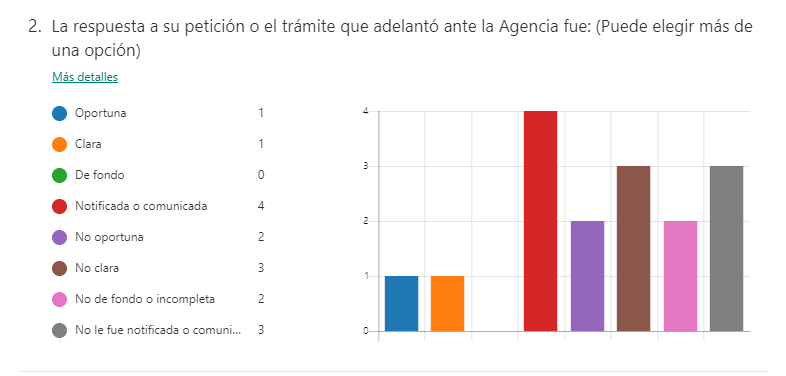 2. La respuesta a su petición o el trámite que adelantó ante la Agencia fue: (Puede elegir más de
una opción)
Más detalles
Oportuna 1
Clara 1
De fondo 0
Notificada o comunicada 4
No oportuna 2
No clara 3
No de fondo o incompleta 2
No le fue notificada o comuni... 3
4
3
2
1
0